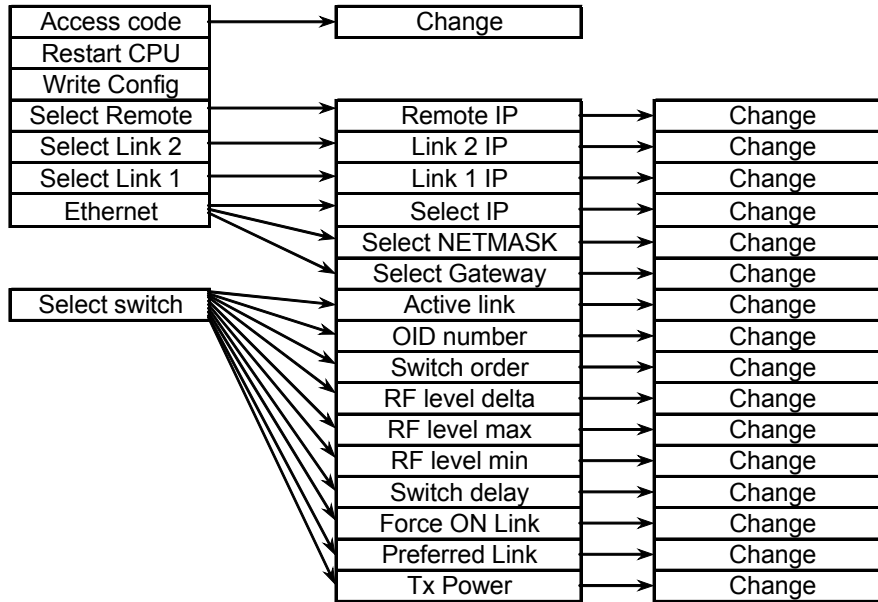 Access code
Change
Restart CPU
Write Config
Select Remote
Remote IP
Change
Select Link 2
Link 2 IP
Change
Select Link 1
Link 1 IP
Change
Ethernet
Select IP
Change
Select NETMASK
Change
Select Gateway
Change
Select switch
Active link
Change
OID number
Change
Switch order
Change
RF level delta
Change
RF level max
Change
RF level min
Change
Switch delay
Change
Force ON Link
Change
Preferred Link
Change
Tx Power
Change